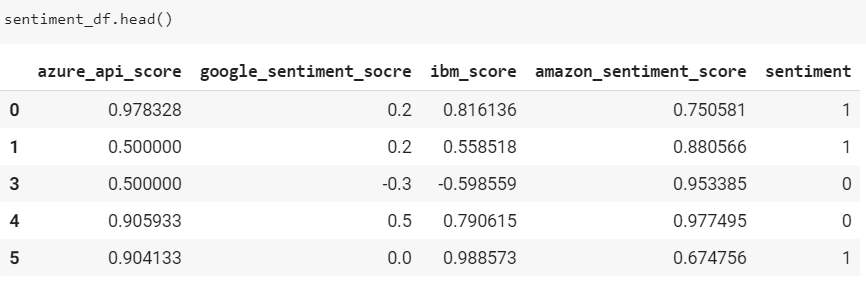 sentiment_df.head()
azure_api_score google_sentiment_socre ibm_score amazon_sentiment_score sentiment
0 0.978328 0.2 0.816136 0.750581 1
1 0.500000 0.2 0.558518 0.880566 1
3 0.500000 -0.3 -0.598559 0.953385 0
4 0.905933 0.5 0.790615 0.977495 0
5 0.904133 0.0 0.988573 0.674756 1